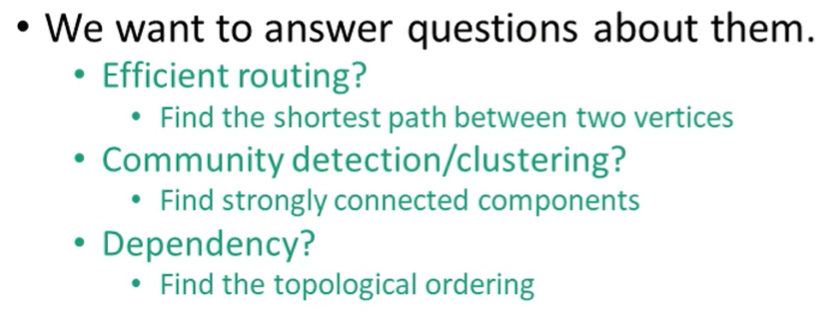 • We want to answer questions about them.
• Efficient routing?
• Find the shortest path between two vertices
• Community detection/clustering?
• Find strongly connected components
• Dependency?
• Find the topological ordering